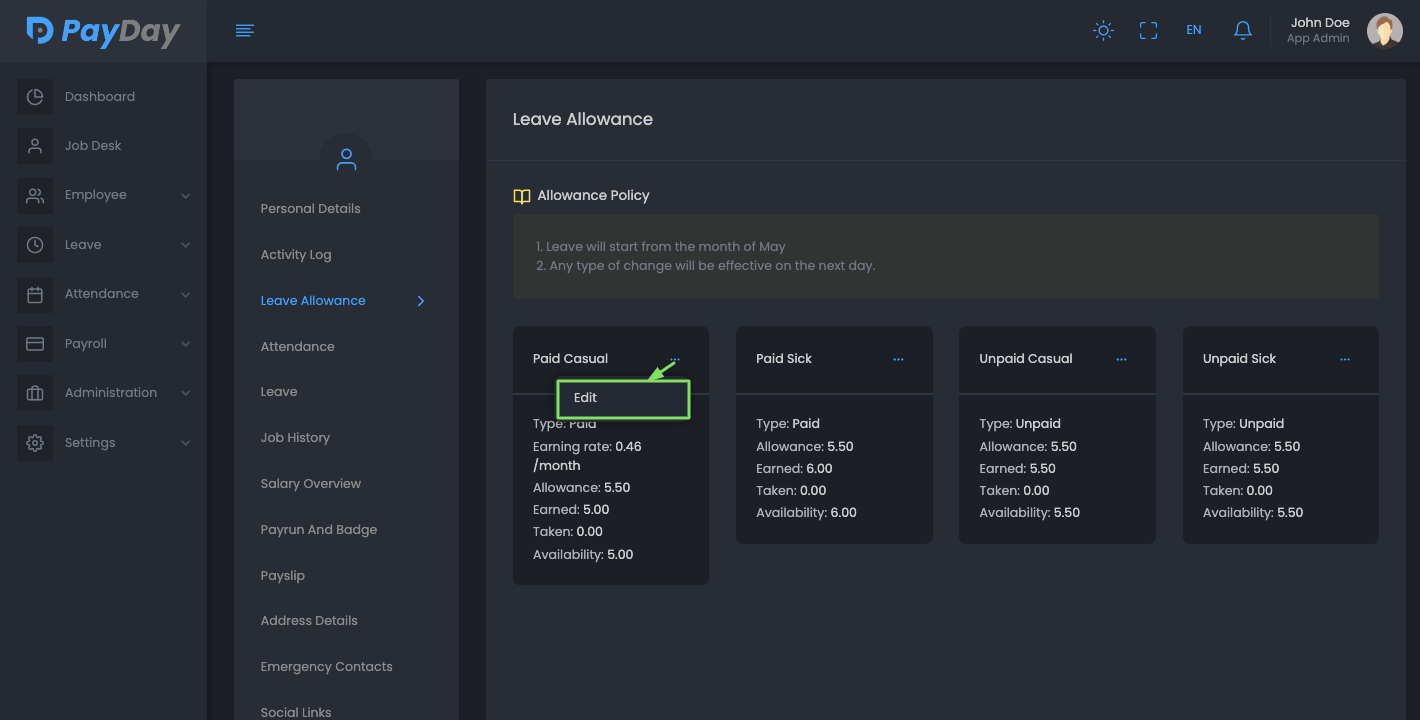 PayDay
EN
John Doe
App Admin
Dashboard
Job Desk
Employee
Leave
Attendance
Payroll
Administration
Settings
Personal Details
Activity Log
Leave Allowance
Attendance
Leave
Job History
Salary Overview
Payrun And Badge
Payslip
Address Details
Emergency Contacts
Social Links
Leave Allowance
Allowance Policy
1. Leave will start from the month of May
2. Any type of change will be effective on the next day.
Paid Casual
Edit
Type: Paid
Earning rate: 0.46
/month
Allowance: 5.50
Earned: 5.00
Taken: 0.00
Availability: 5.00
Paid Sick
Type: Paid
Allowance: 5.50
Earned: 6.00
Taken: 0.00
Availability: 6.00
Unpaid Casual
Type: Unpaid
Allowance: 5.50
Earned: 5.50
Taken: 0.00
Availability: 5.50
Unpaid Sick
Type: Unpaid
Allowance: 5.50
Earned: 5.50
Taken: 0.00
Availability: 5.50